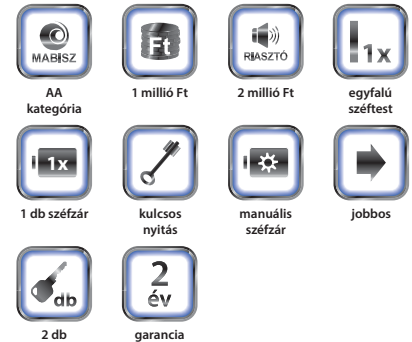 MABISZ
Ft
RIASZTÓ
1x
AA
kategória
1 millió Ft
2 millió Ft
egyfalú
széftest
1x
1 db széfzár
kulcsos
nyitás
manuális
széfzár
jobbos
db
2
év
2 db
garancia